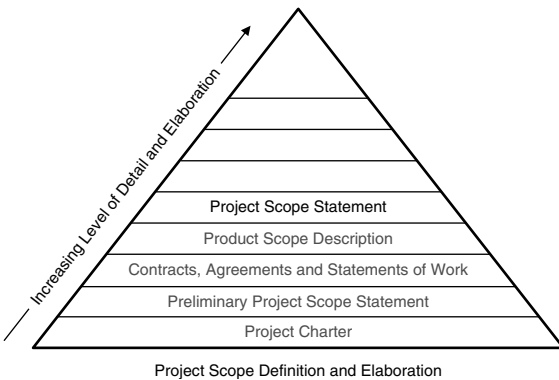 Increasing Level of Detail and Elaboration
Project Scope Statement
Product Scope Description
Contracts, Agreements and Statements of Work
Preliminary Project Scope Statement
Project Charter
Project Scope Definition and Elaboration